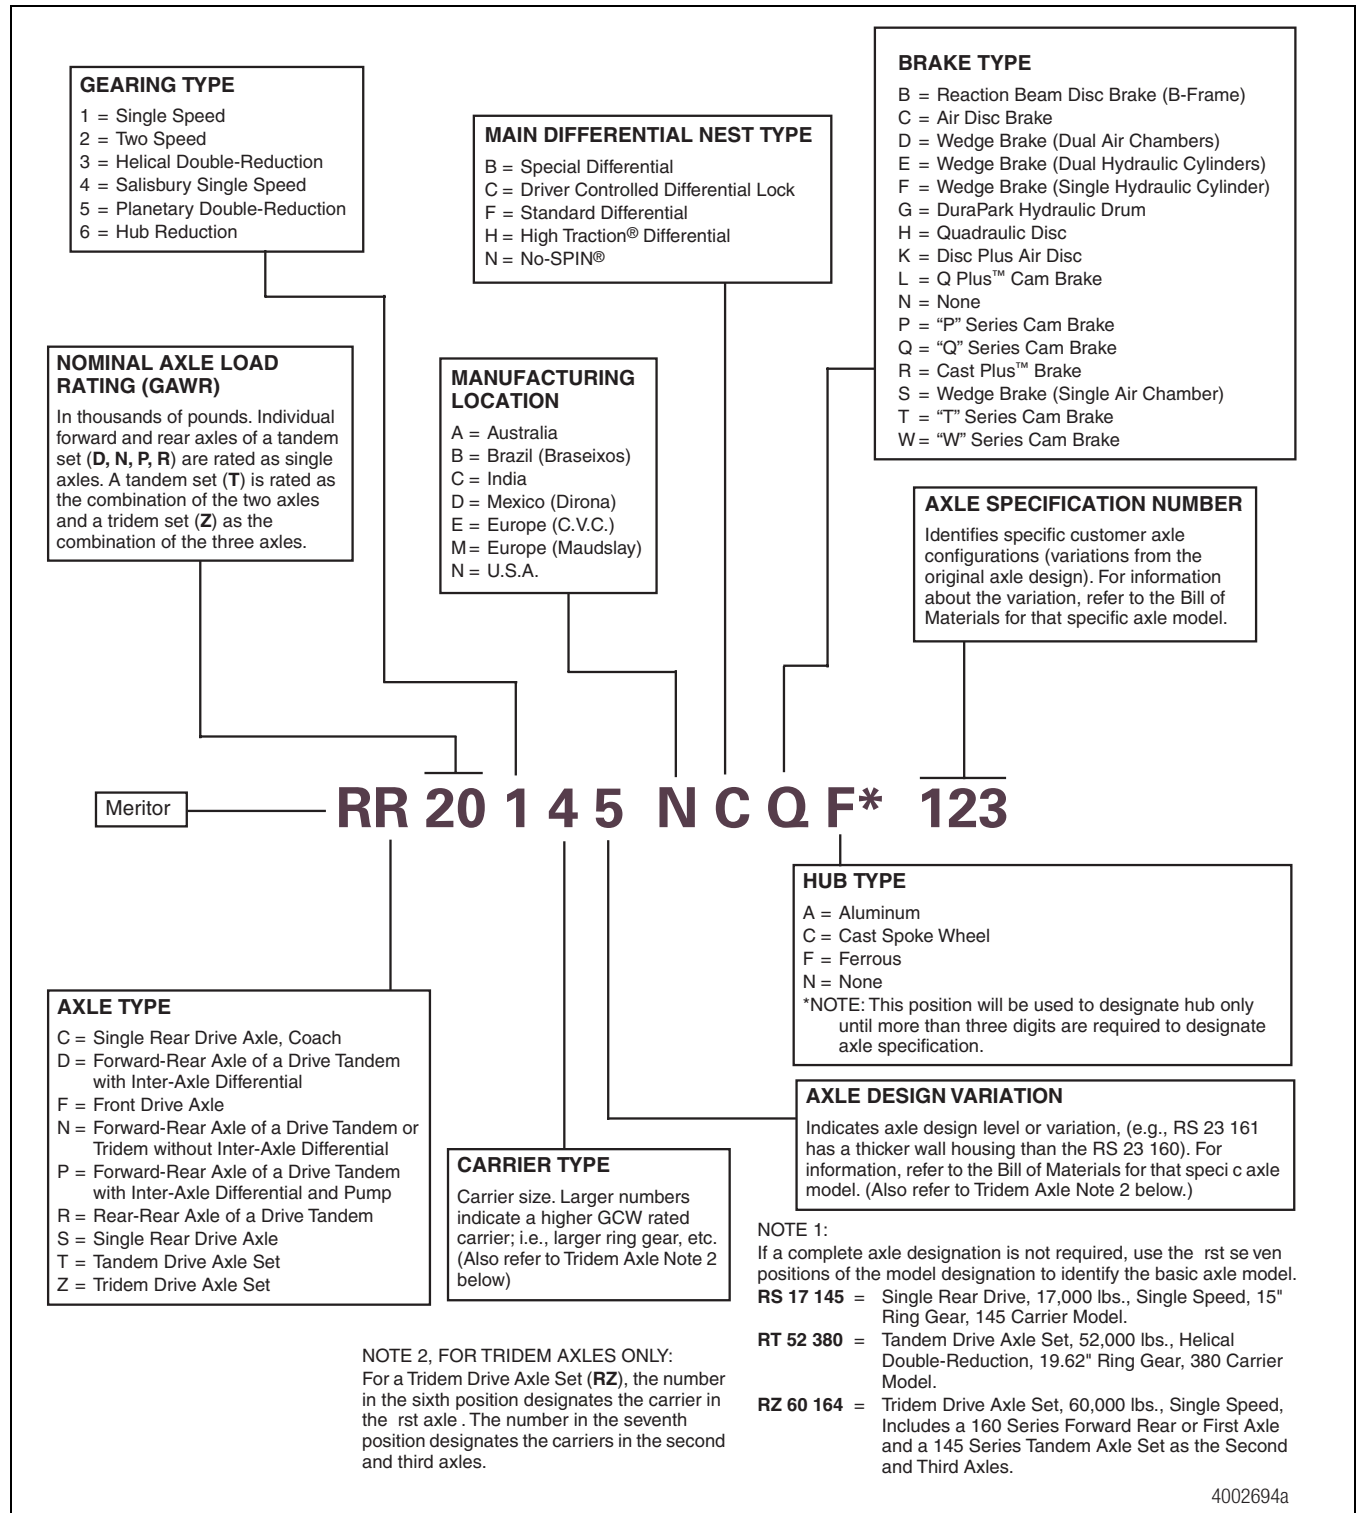 GEARING TYPE
1 = Single Speed
2 = Two Speed
3 = Helical Double-Reduction
4 = Salisbury Single Speed
5 = Planetary Double-Reduction
6 = Hub Reduction
MAIN DIFFERENTIAL NEST TYPE
B = Special Differential
C = Driver Controlled Differential Lock
F = Standard Differential
H = High Traction® Differential
N = No-SPIN®
BRAKE TYPE
B = Reaction Beam Disc Brake (B-Frame)
C = Air Disc Brake
D = Wedge Brake (Dual Air Chambers)
E = Wedge Brake (Dual Hydraulic Cylinders)
F = Wedge Brake (Single Hydraulic Cylinder)
G = DuraPark Hydraulic Drum
H = Quadraulic Disc
K = Disc Plus Air Disc
L = Q Plus™ Cam Brake
N = None
P = “P” Series Cam Brake
Q = “Q” Series Cam Brake
R = Cast Plus™ Brake
S = Wedge Brake (Single Air Chamber)
T = “T” Series Cam Brake
W = “W” Series Cam Brake
NOMINAL AXLE LOAD
RATING (GAWR)
In thousands of pounds. Individual
forward and rear axles of a tandem
set (D, N, P, R) are rated as single
axles. A tandem set (T) is rated as
the combination of the two axles
and a tridem set (Z) as the
combination of the three axles.
MANUFACTURING
LOCATION
A = Australia
B = Brazil (Braseixos)
C = India
D = Mexico (Dirona)
E = Europe (C.V.C.)
M = Europe (Maudslay)
N = U.S.A.
AXLE SPECIFICATION NUMBER
Identifies specific customer axle
configurations (variations from the
original axle design). For information
about the variation, refer to the Bill of
Materials for that specific axle model.
Meritor
RR 20 1 4 5 N C Q F* 123
HUB TYPE
A = Aluminum
C = Cast Spoke Wheel
F = Ferrous
N = None
*NOTE: This position will be used to designate hub only
until more than three digits are required to designate
axle specification.
AXLE TYPE
C = Single Rear Drive Axle, Coach
D = Forward-Rear Axle of a Drive Tandem
with Inter-Axle Differential
F = Front Drive Axle
N = Forward-Rear Axle of a Drive Tandem or
Tridem without Inter-Axle Differential
P = Forward-Rear Axle of a Drive Tandem
with Inter-Axle Differential and Pump
R = Rear-Rear Axle of a Drive Tandem
S = Single Rear Drive Axle
T = Tandem Drive Axle Set
Z = Tridem Drive Axle Set
CARRIER TYPE
Carrier size. Larger numbers
indicate a higher GCW rated
carrier; i.e., larger ring gear, etc.
(Also refer to Tridem Axle Note 2
below)
AXLE DESIGN VARIATION
Indicates axle design level or variation, (e.g., RS 23 161
has a thicker wall housing than the RS 23 160). For
information, refer to the Bill of Materials for that speci c axle
model. (Also refer to Tridem Axle Note 2 below.)
NOTE 1:
If a complete axle designation is not required, use the rst se ven
positions of the model designation to identify the basic axle model.
RS 17 145 = Single Rear Drive, 17,000 lbs., Single Speed, 15"
Ring Gear, 145 Carrier Model.
RT 52 380 = Tandem Drive Axle Set, 52,000 lbs., Helical
Double-Reduction, 19.62" Ring Gear, 380 Carrier
Model.
RZ 60 164 = Tridem Drive Axle Set, 60,000 lbs., Single Speed,
Includes a 160 Series Forward Rear or First Axle
and a 145 Series Tandem Axle Set as the Second
and Third Axles.
NOTE 2, FOR TRIDEM AXLES ONLY:
For a Tridem Drive Axle Set (RZ), the number
in the sixth position designates the carrier in
the rst axle . The number in the seventh
position designates the carriers in the second
and third axles.
4002694a